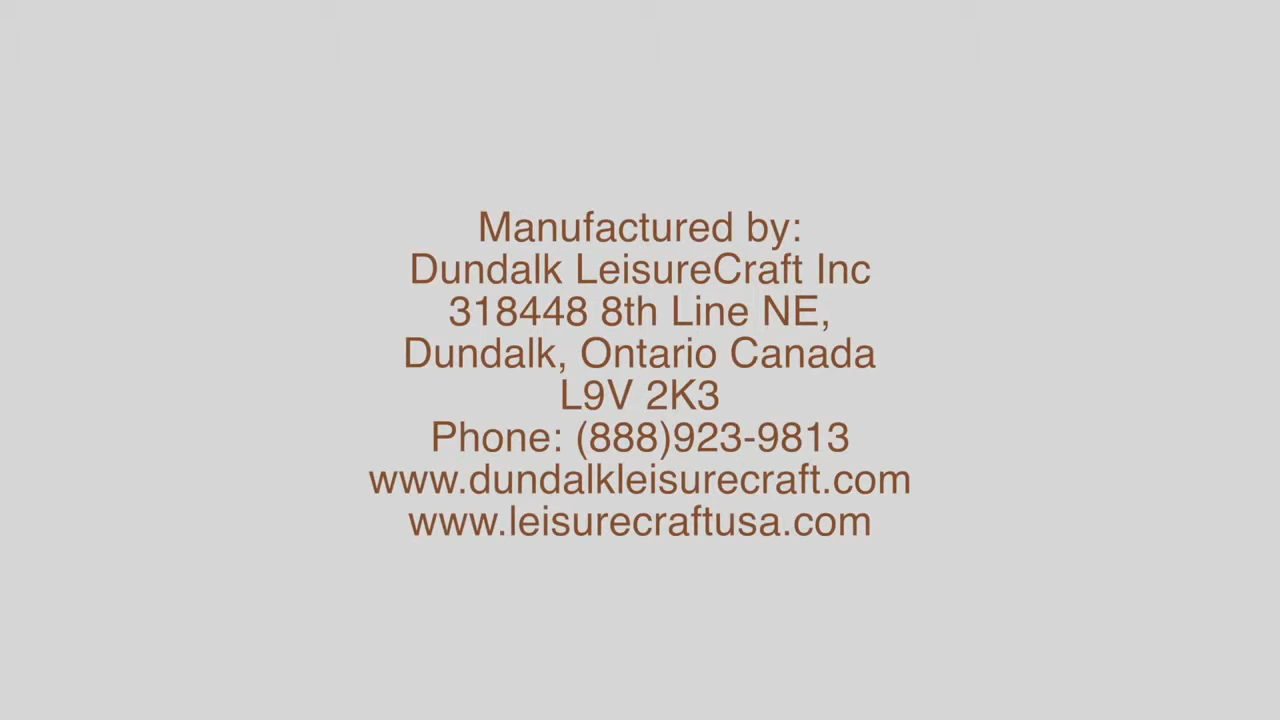 Manufactured by:
Dundalk LeisureCraft Inc
318448 8th Line NE,
Dundalk, Ontario Canada
L9V 2K3
Phone: (888)923-9813
www.dundalkleisurecraft.com
www.leisurecraftusa.com